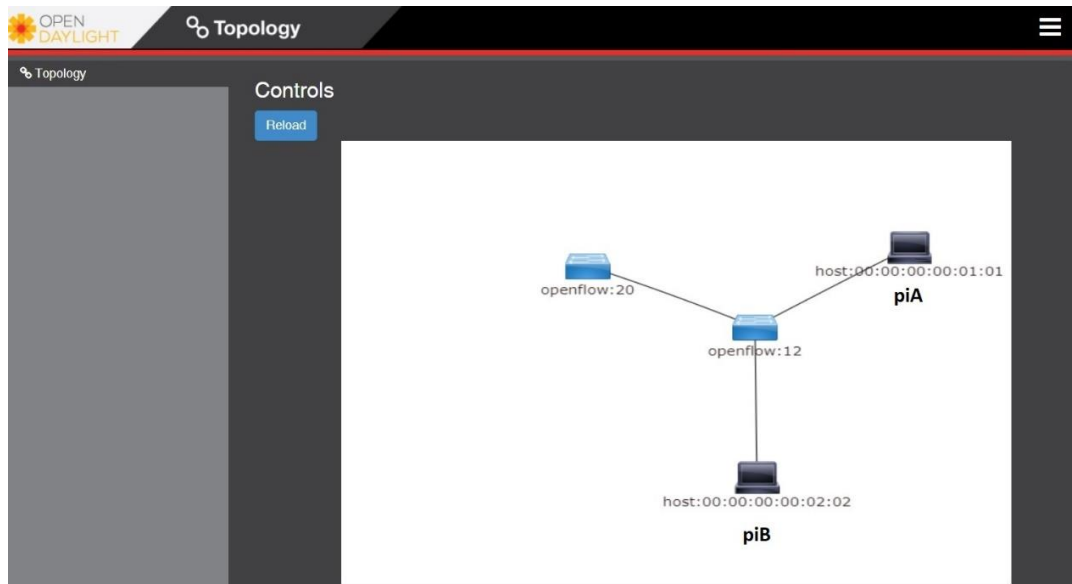 OPEN
DAYLIGHT
Topology
Topology
Controls
Reload
openflow:20
host:00:00:00:00:01:01
piA
openflow:12
host:00:00:00:00:02:02
piB